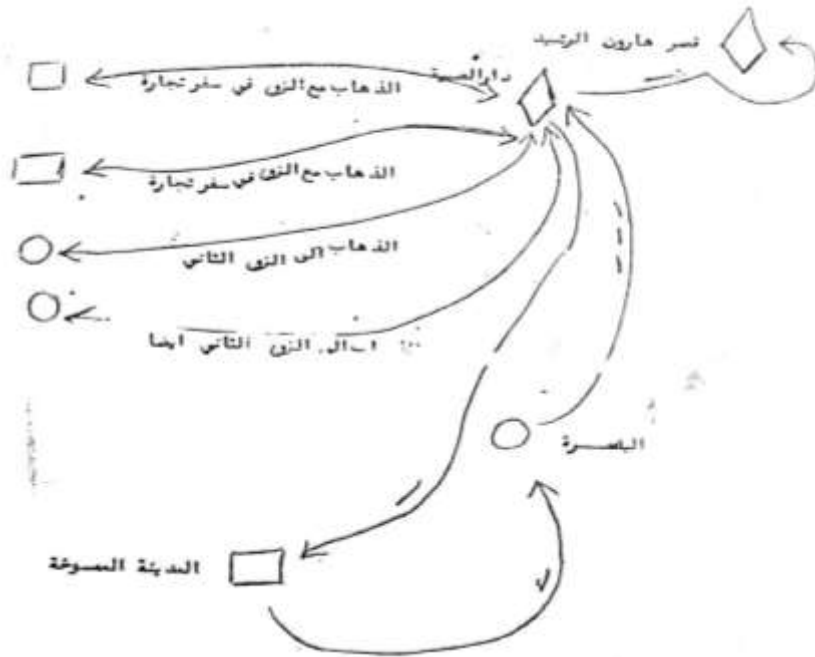 قصر هارون الرشيد
دار الصبية
الذهاب مع الزوج في سفر تجارة
الذهاب مع الزوج في سفر تجارة
الذهاب الى الزوج الثاني
الزوج الثاني ايضا
البصرة
المدينة الممسوخة